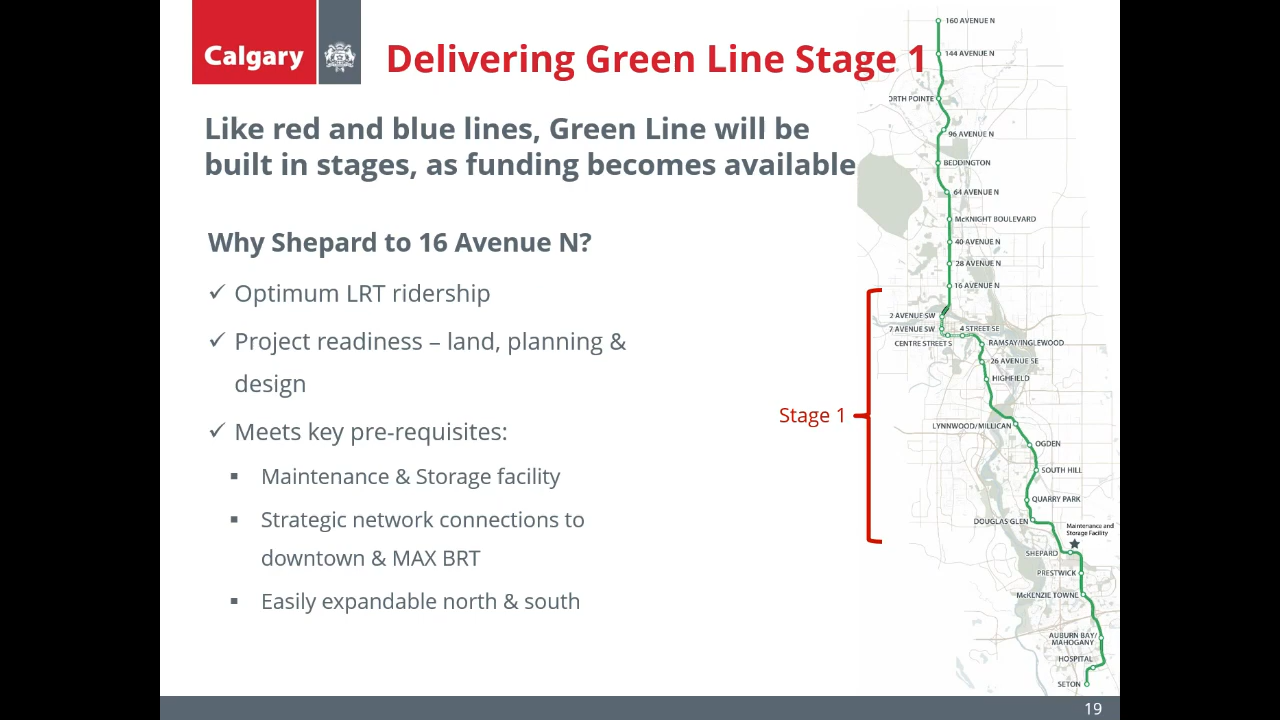 Calgary
Delivering Green Line Stage 1
Like red and blue lines, Green Line will be
built in stages, as funding becomes available
Why Shepard to 16 Avenue N?
✓ Optimum LRT ridership
✓ Project readiness – land, planning &
design
✓ Meets key pre-requisites:
▪ Maintenance & Storage facility
▪ Strategic network connections to
downtown & MAX BRT
▪ Easily expandable north & south
Stage 1
160 AVENUE N
144 AVENUE N
ORTH POINTE
96 AVENUE N
BEDDINGTON
64 AVENUE N
McKNIGHT BOULEVARD
40 AVENUE N
28 AVENUE N
16 AVENUE N
2 AVENUE SW
7 AVENUE SW
4 STREET SE
CENTRE STREET S
RAMSAY/INGLEWOOD
26 AVENUE SE
HIGHFIELD
LYNNWOOD/MILLICAN
OGDEN
SOUTH HILL
QUARRY PARK
DOUGLAS GLEN
Maintenance and
Storage Facility
SHEPARD
PRESTWICK
McKENZIE TOWNE
AUBURN BAY/
MAHOGANY
HOSPITAL
SETON
19